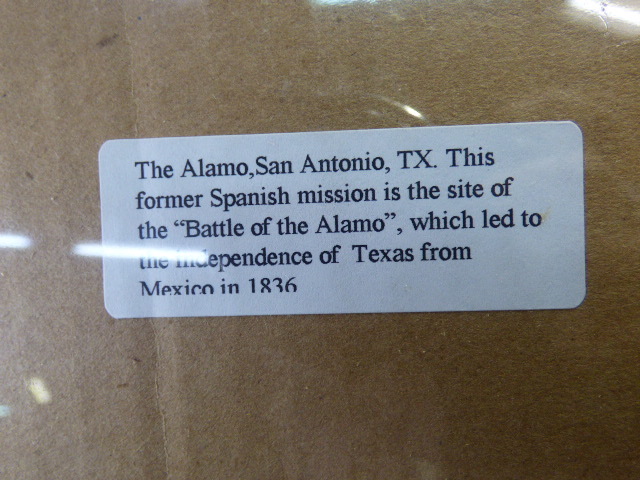 The Alamo,San Antonio, TX. This
former Spanish mission is the site of
the “Battle of the Alamo”, which led to
the independence of Texas from
Mexico in 1836